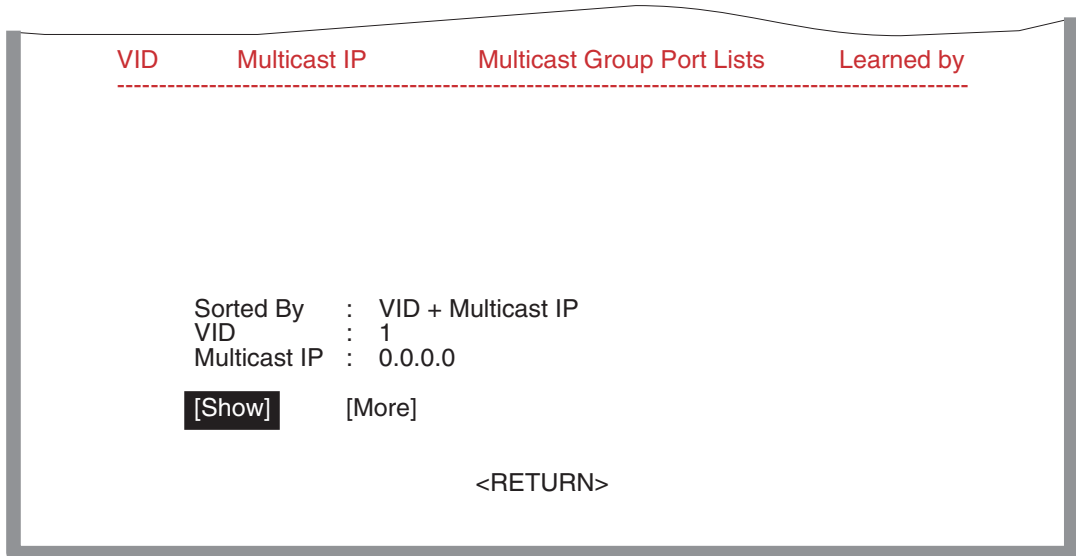 VID Multicast IP Multicast Group Port Lists Learned by
-----------------------------------------------------------------------------------------------------
Sorted By : VID + Multicast IP
VID : 1
Multicast IP : 0.0.0.0
[Show] [More]
<RETURN>